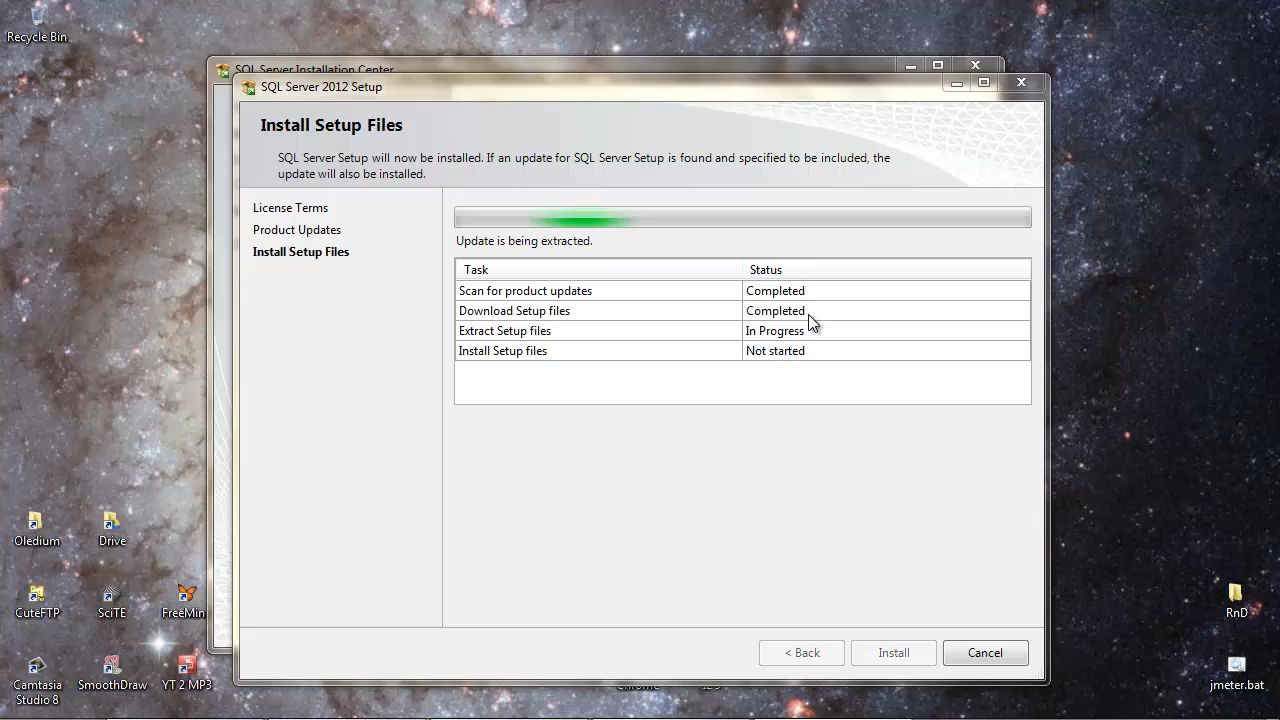 Recycle Bin
SQL Server Installation Center
SQL Server 2012 Setup
Install Setup Files
SQL Server Setup will now be installed. If an update for SQL Server Setup is found and specified to be included, the
update will also be installed.
License Terms
Product Updates
Install Setup Files
Update is being extracted.
Task Status
Scan for product updates Completed
Download Setup files Completed
Extract Setup files In Progress
Install Setup files Not started
< Back Install Cancel
Oledium Drive
CuteFTP SciTE FreeMin
Camtasia
Studio 8
SmoothDraw YT 2 MP3
RnD
jmeter.bat